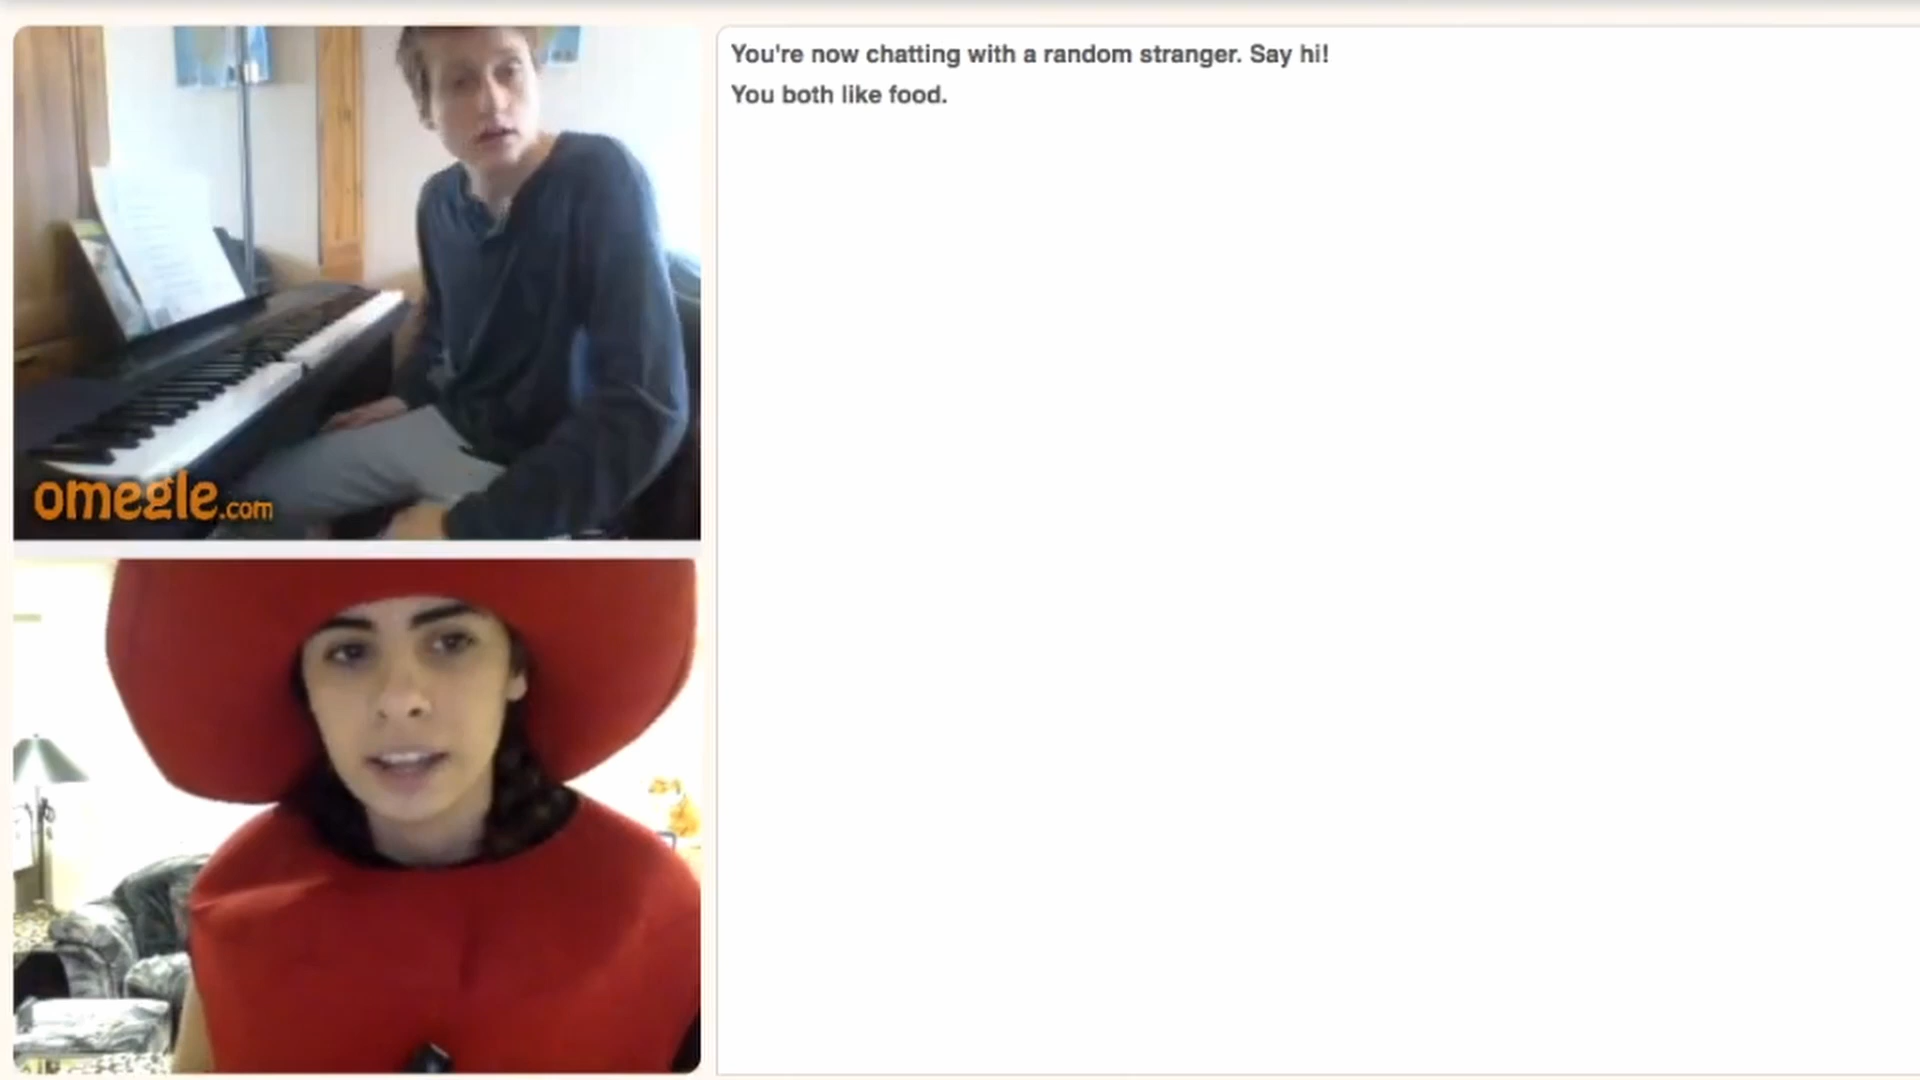 You're now chatting with a random stranger. Say hi!
You both like food.
omegle.com